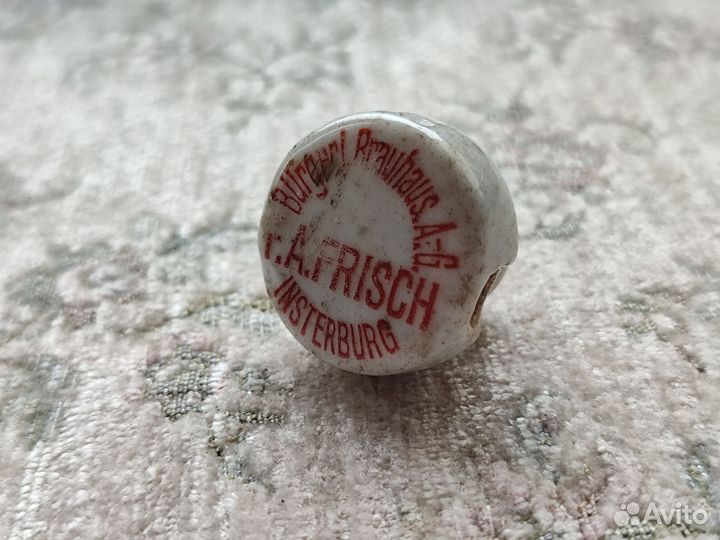 Bürgerl. Brauhaus. A-G.
F.A.FRISCH
INSTERBURG
Avito